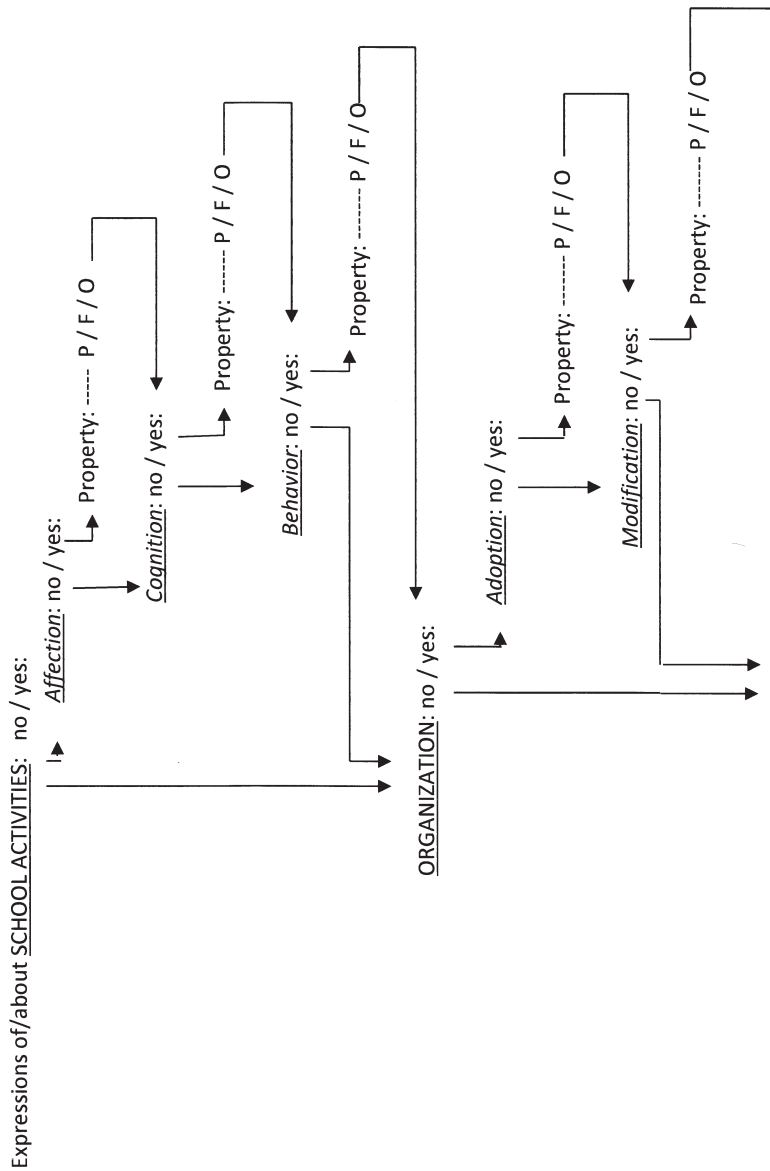 Expressions of/about SCHOOL ACTIVITIES: no / yes:
Affection: no / yes:
Property: ----- P / F / O
Cognition: no / yes:
Property: ------ P / F / O
Behavior: no / yes:
Property: ------- P / F / O
ORGANIZATION: no / yes:
Adoption: no / yes:
Property: ------ P / F / O
Modification: no / yes:
Property: ------- P / F / O